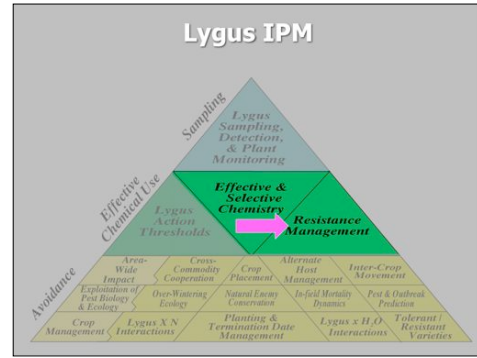 Lygus IPM
Sampling
Lygus
Sampling,
Detection,
& Plant
Monitoring
Effective
Chemical Use
Lygus
Action
Thresholds
Effective &
Selective
Chemistry
Resistance
Management
Avoidance
Area-
Wide
Impact
Cross-
Commodity
Cooperation
Crop
Placement
Alternate
Host
Management
Inter-Crop
Movement
Exploitation of
Pest Biology
& Ecology
Over-Wintering
Ecology
Natural Enemy
Conservation
In-field Mortality
Dynamics
Pest & Outbreak
Prediction
Crop
Management
Lygus X N
Interactions
Planting &
Termination Date
Management
Lygus x H2O
Interactions
Tolerant /
Resistant
Varieties